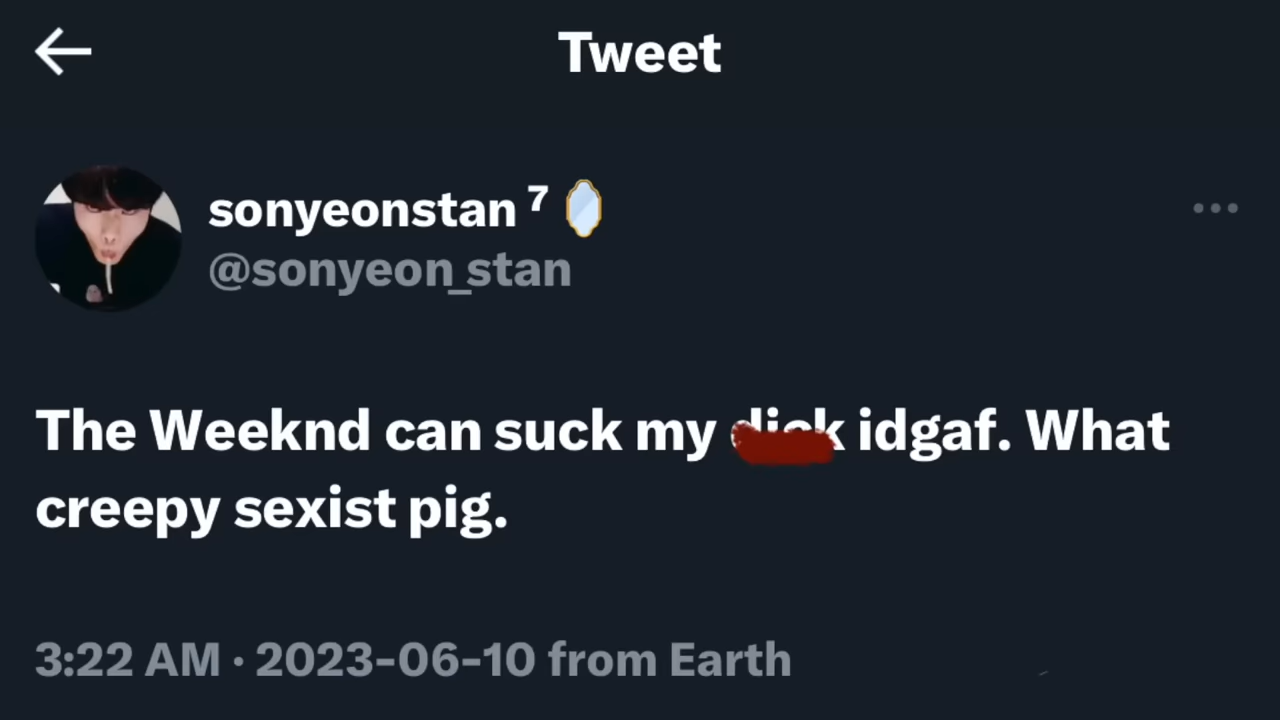 Tweet
sonyeonstan ⁷ 🪞
@sonyeon_stan
The Weeknd can suck my dick idgaf. What
creepy sexist pig.
3:22 AM · 2023-06-10 from Earth